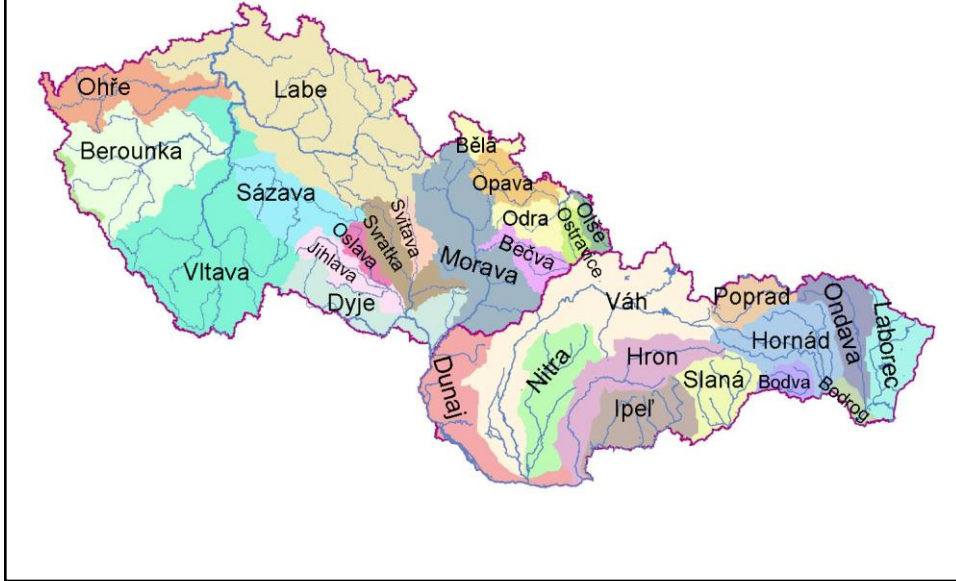 Ohře
Labe
Berounka
Bělá
Opava
Sázava
Odra
Olše
Ostravice
Svitava
Svratka
Oslava
Bečva
Jihlava
Morava
Vltava
Dyje
Váh
Poprad
Ondava
Laborec
Hornád
Hron
Nitra
Dunaj
Slaná
Bodva
Bodrog
Ipeľ